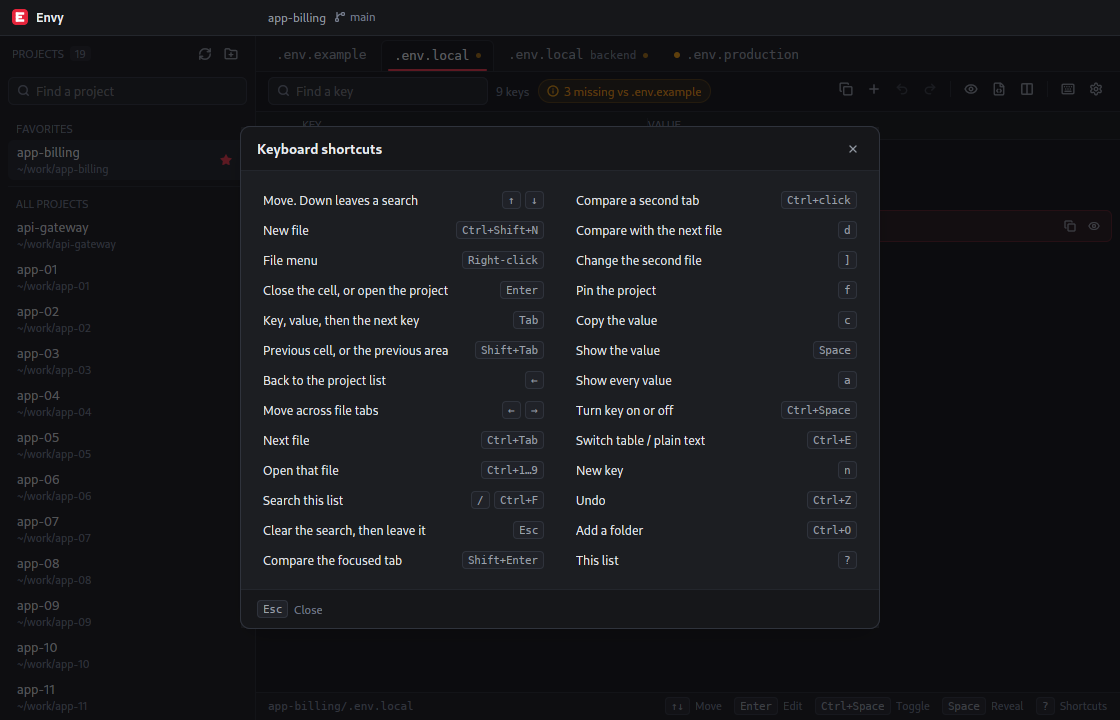 E Envy
app-billing main
PROJECTS 19
.env.example .env.local .env.local backend .env.production
Find a project
Find a key
9 keys
3 missing vs .env.example
KEY VALUE
FAVORITES
app-billing
~/work/app-billing
ALL PROJECTS
api-gateway
~/work/api-gateway
app-01
~/work/app-01
app-02
~/work/app-02
app-03
~/work/app-03
app-04
~/work/app-04
app-05
~/work/app-05
app-06
~/work/app-06
app-07
~/work/app-07
app-08
~/work/app-08
app-09
~/work/app-09
app-10
~/work/app-10
app-11
~/work/app-11
Keyboard shortcuts ×
Move. Down leaves a search ↑ ↓
New file Ctrl+Shift+N
File menu Right-click
Close the cell, or open the project Enter
Key, value, then the next key Tab
Previous cell, or the previous area Shift+Tab
Back to the project list ←
Move across file tabs ← →
Next file Ctrl+Tab
Open that file Ctrl+1…9
Search this list / Ctrl+F
Clear the search, then leave it Esc
Compare the focused tab Shift+Enter
Compare a second tab Ctrl+click
Compare with the next file d
Change the second file ]
Pin the project f
Copy the value c
Show the value Space
Show every value a
Turn key on or off Ctrl+Space
Switch table / plain text Ctrl+E
New key n
Undo Ctrl+Z
Add a folder Ctrl+O
This list ?
Esc Close
app-billing/.env.local
↑↓ Move Enter Edit Ctrl+Space Toggle Space Reveal ? Shortcuts